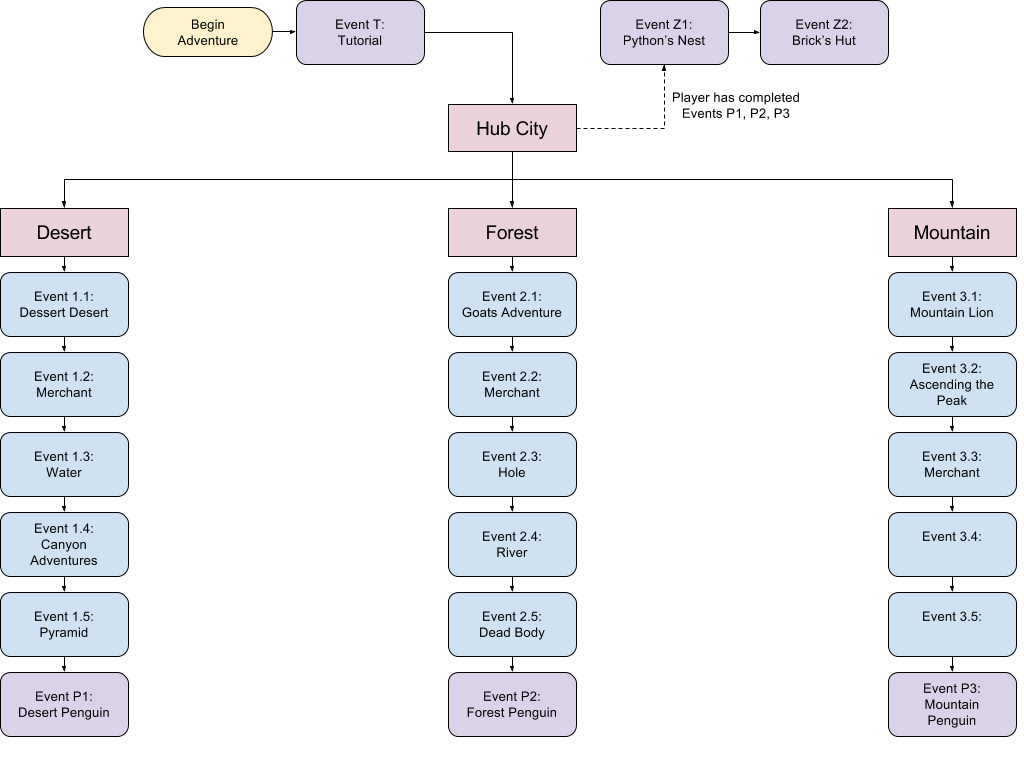 Begin
Adventure
Event T:
Tutorial
Event Z1:
Python's Nest
Event Z2:
Brick's Hut
Player has completed
Events P1, P2, P3
Hub City
Desert
Forest
Mountain
Event 1.1:
Dessert Desert
Event 1.2:
Merchant
Event 1.3:
Water
Event 1.4:
Canyon
Adventures
Event 1.5:
Pyramid
Event P1:
Desert Penguin
Event 2.1:
Goats Adventure
Event 2.2:
Merchant
Event 2.3:
Hole
Event 2.4:
River
Event 2.5:
Dead Body
Event P2:
Forest Penguin
Event 3.1:
Mountain Lion
Event 3.2:
Ascending the
Peak
Event 3.3:
Merchant
Event 3.4:
Event 3.5:
Event P3:
Mountain
Penguin